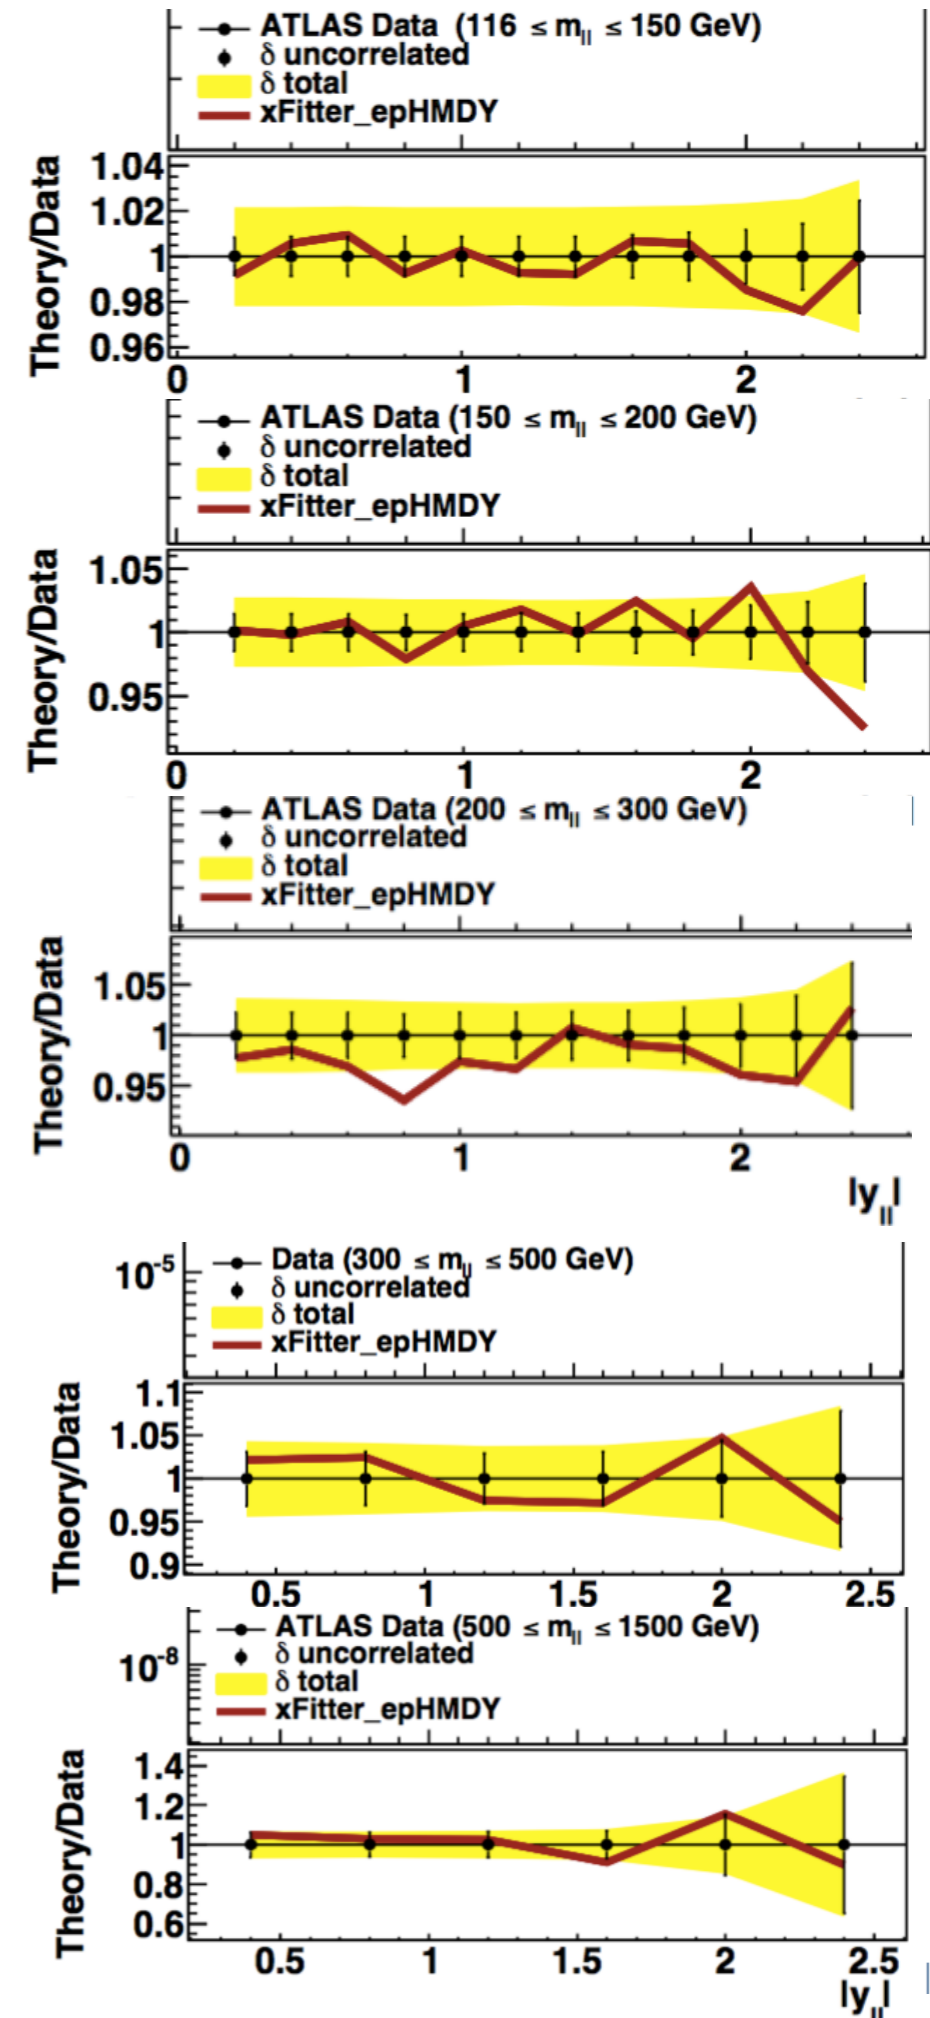 ATLAS Data (116 ≤ m_ll ≤ 150 GeV)
δ uncorrelated
δ total
xFitter_epHMDY
Theory/Data
1.04
1.02
1
0.98
0.96
0 1 2
ATLAS Data (150 ≤ m_ll ≤ 200 GeV)
δ uncorrelated
δ total
xFitter_epHMDY
Theory/Data
1.05
1
0.95
0 1 2
ATLAS Data (200 ≤ m_ll ≤ 300 GeV)
δ uncorrelated
δ total
xFitter_epHMDY
Theory/Data
1.05
1
0.95
0 1 2
|y_ll|
10^-5
Data (300 ≤ m_ll ≤ 500 GeV)
δ uncorrelated
δ total
xFitter_epHMDY
Theory/Data
1.1
1.05
1
0.95
0.9
0.5 1 1.5 2 2.5
ATLAS Data (500 ≤ m_ll ≤ 1500 GeV)
10^-8
δ uncorrelated
δ total
xFitter_epHMDY
Theory/Data
1.4
1.2
1
0.8
0.6
0.5 1 1.5 2 2.5
|y_ll|